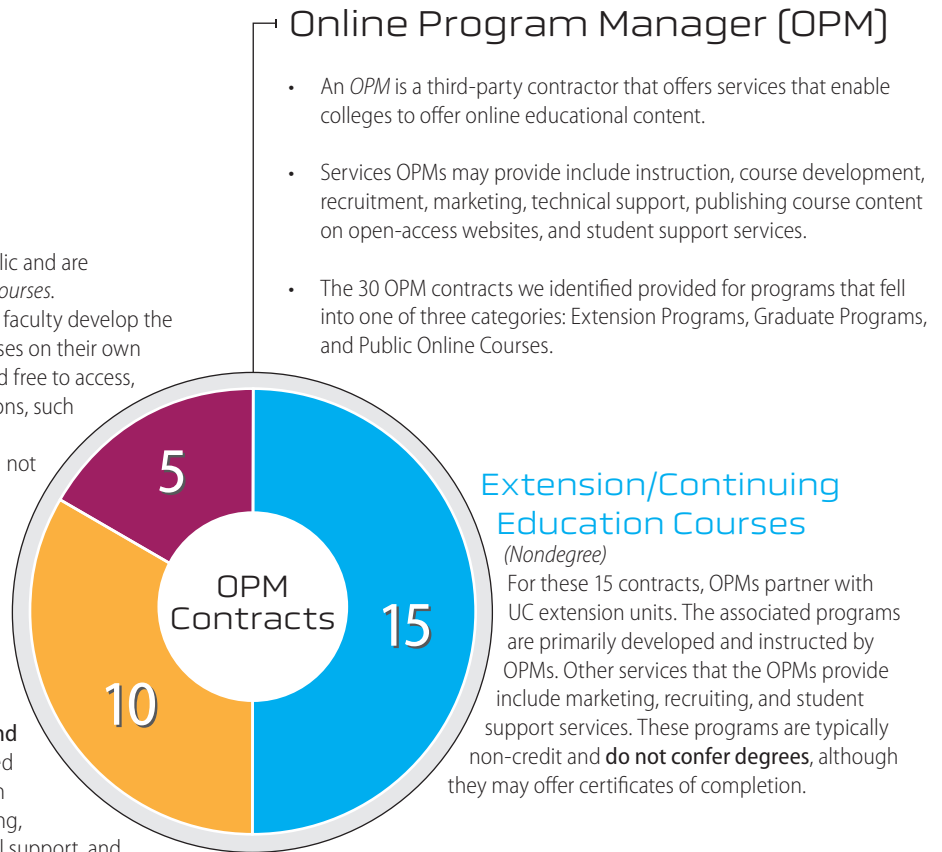 Online Program Manager (OPM)
• An OPM is a third-party contractor that offers services that enable
colleges to offer online educational content.
• Services OPMs may provide include instruction, course development,
recruitment, marketing, technical support, publishing course content
on open-access websites, and student support services.
• The 30 OPM contracts we identified provided for programs that fell
into one of three categories: Extension Programs, Graduate Programs,
and Public Online Courses.
lic and are
ourses.
faculty develop the
ses on their own
d free to access,
ons, such
not
5
OPM
Contracts
15
10
Extension/Continuing
Education Courses
(Nondegree)
For these 15 contracts, OPMs partner with
UC extension units. The associated programs
are primarily developed and instructed by
OPMs. Other services that the OPMs provide
include marketing, recruiting, and student
support services. These programs are typically
non-credit and do not confer degrees, although
they may offer certificates of completion.
nd
ed
n
ng,
l support, and